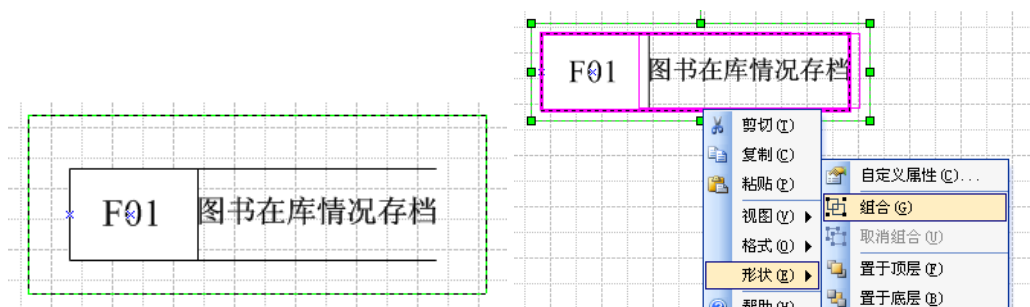 F01 图书在库情况存档
F01 图书在库情况存档
剪切(T)
复制(C)
粘贴(P)
视图(V)
格式(O)
形状(E)
帮助(H)
自定义属性(C)...
组合(G)
取消组合(U)
置于顶层(F)
置于底层(B)